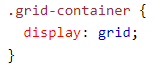 .grid-container {
  display: grid;
}